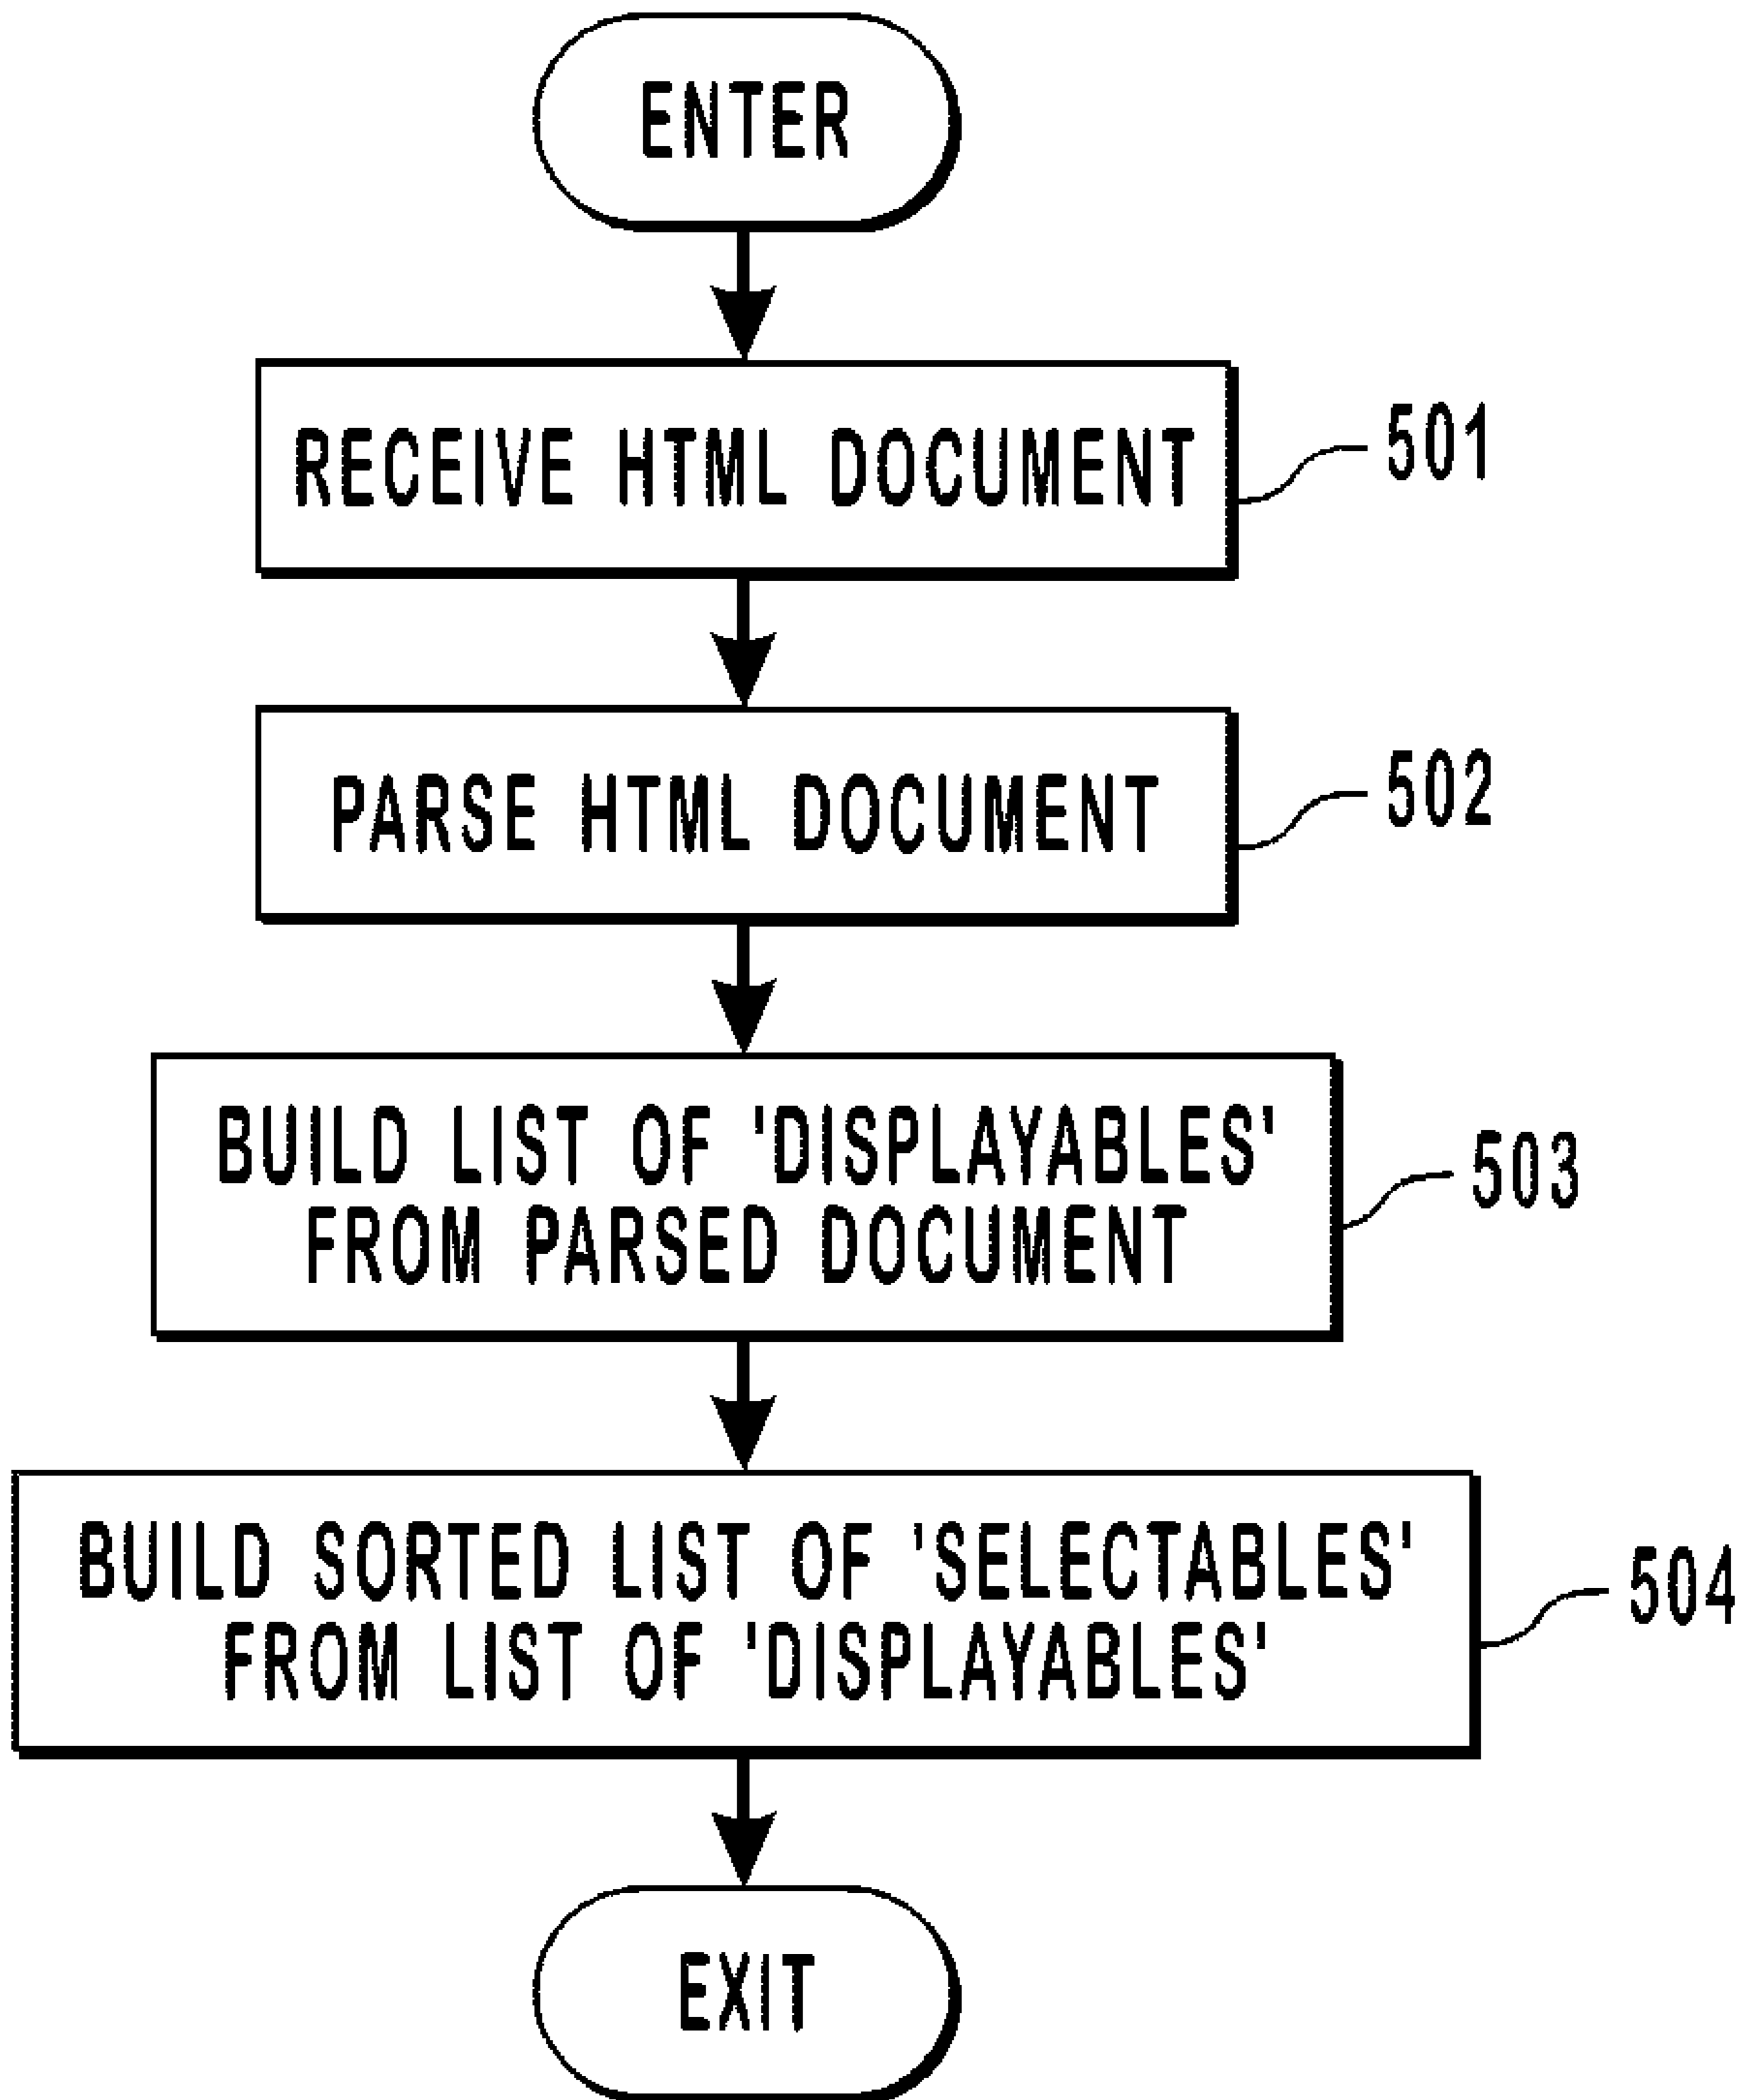 ENTER
RECEIVE HTML DOCUMENT
501
PARSE HTML DOCUMENT
502
BUILD LIST OF 'DISPLAYABLES'
FROM PARSED DOCUMENT
503
BUILD SORTED LIST OF 'SELECTABLES'
FROM LIST OF 'DISPLAYABLES'
504
EXIT